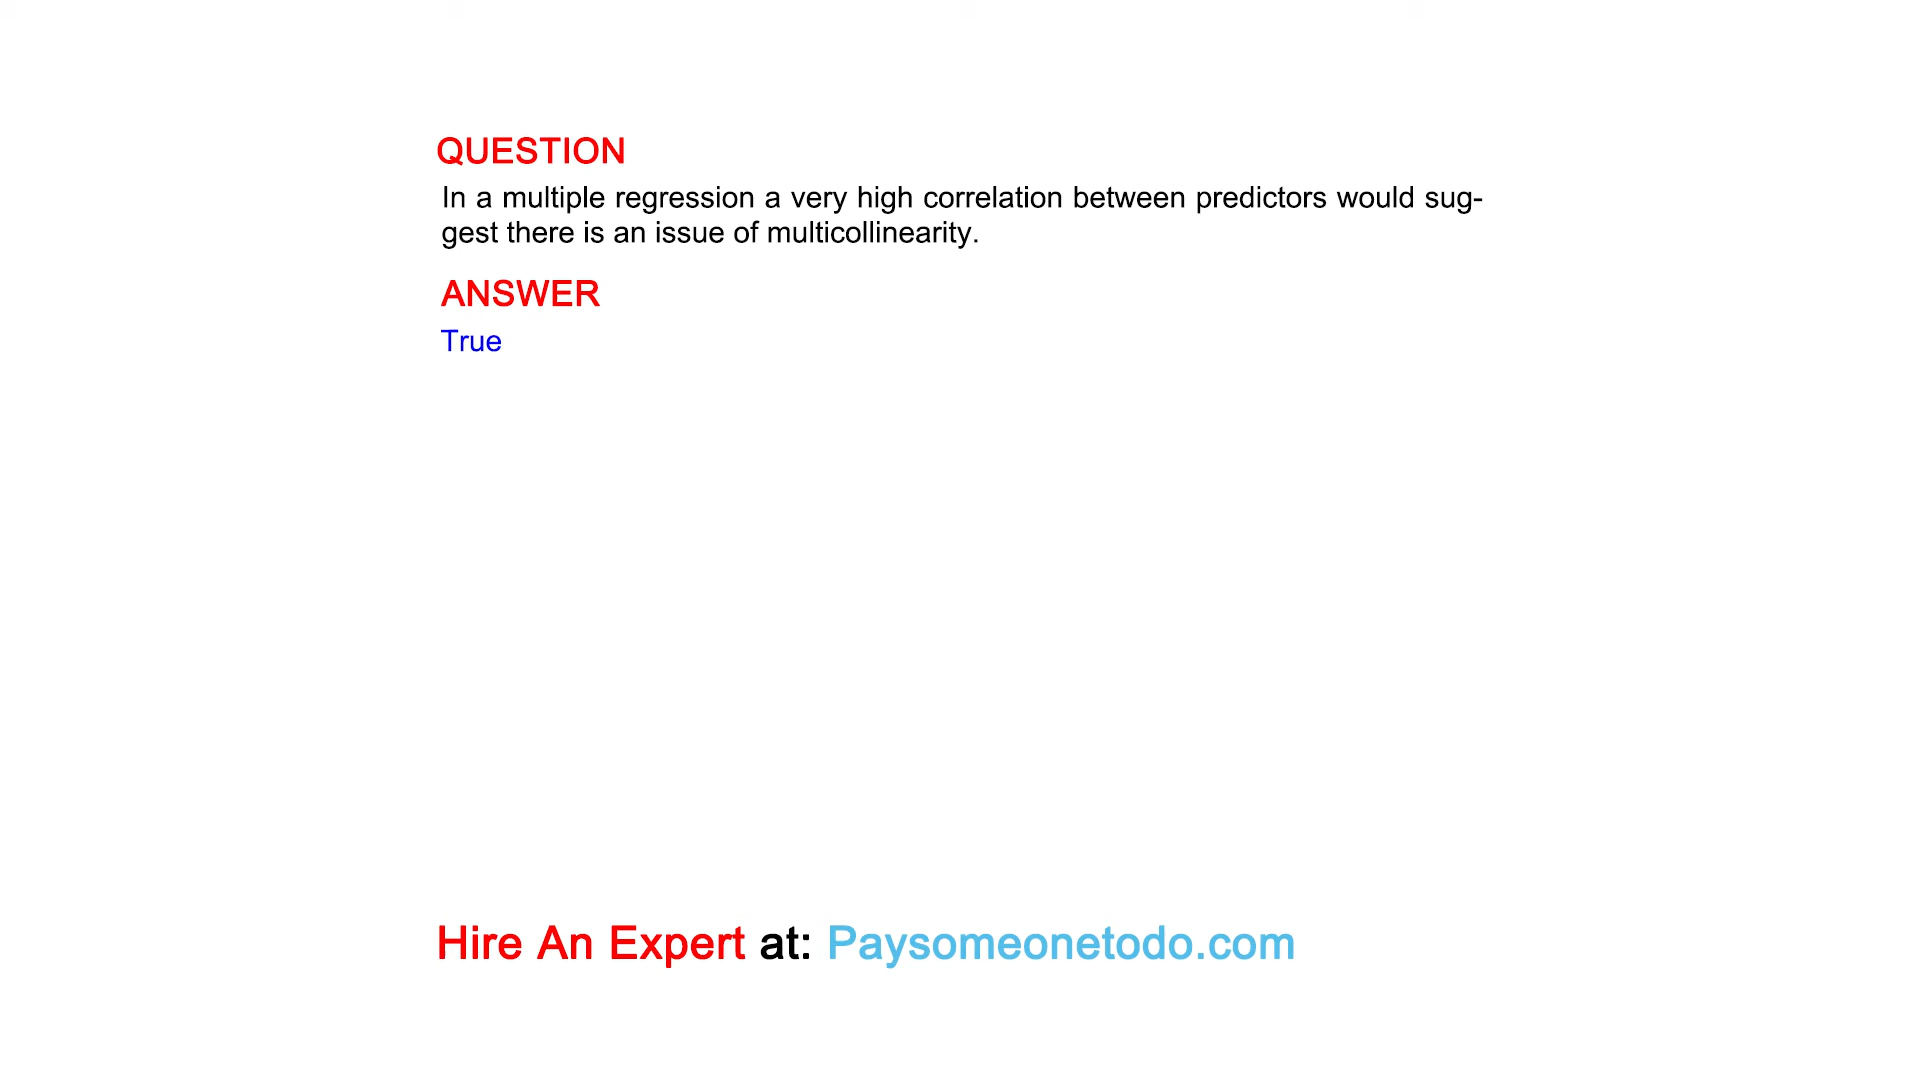 QUESTION
In a multiple regression a very high correlation between predictors would sug-
gest there is an issue of multicollinearity.
ANSWER
True
Hire An Expert at: Paysomeonetodo.com